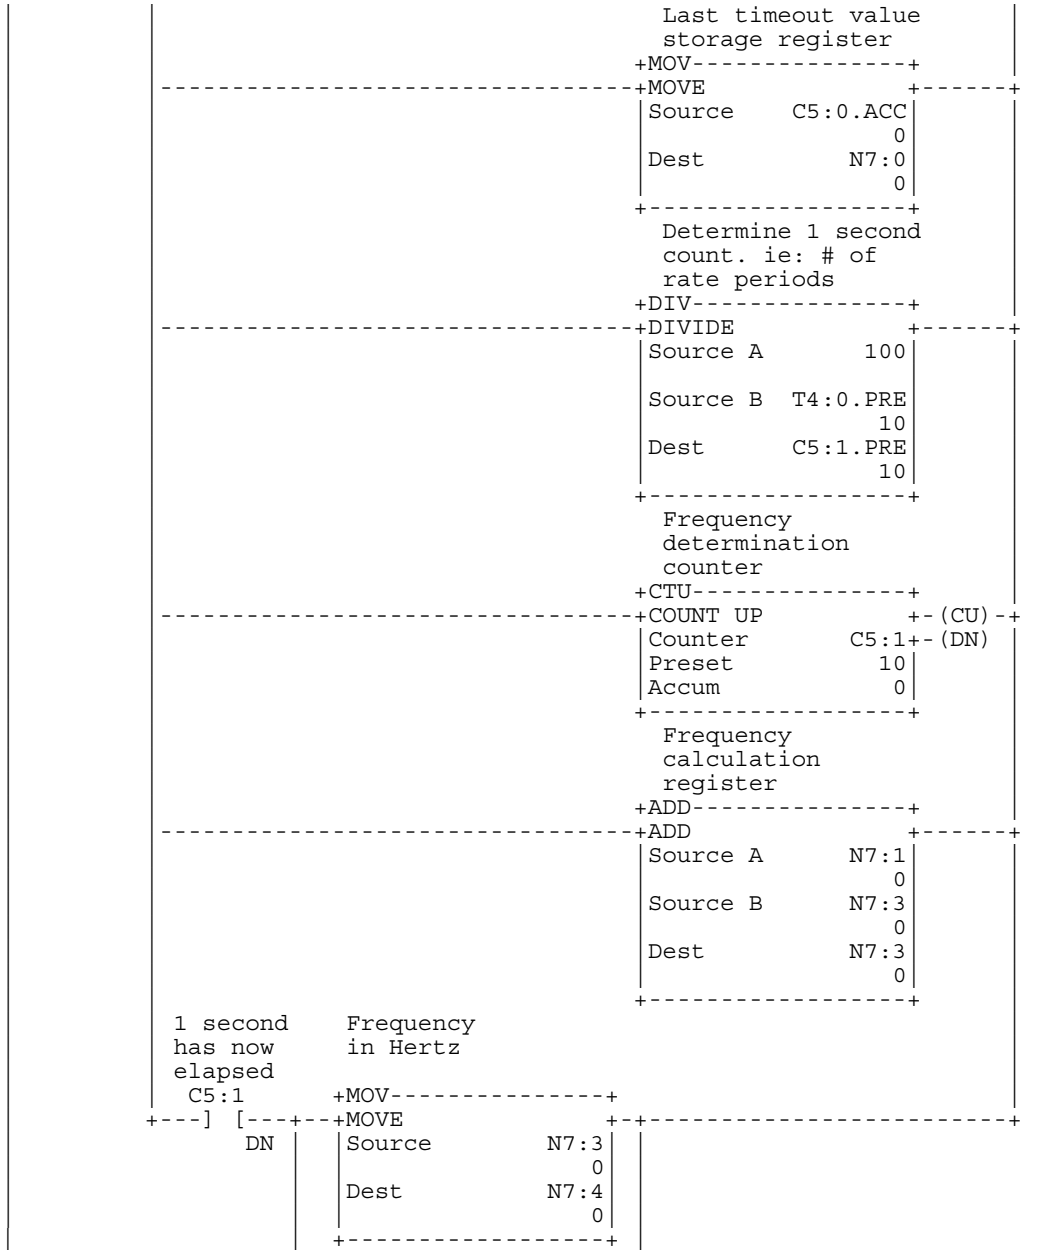 Last timeout value
storage register
+MOV---------------+
---------------------------------+MOVE +------+
Source C5:0.ACC
0
Dest N7:0
0
+------------------+
Determine 1 second
count. ie: # of
rate periods
+DIV---------------+
---------------------------------+DIVIDE +------+
Source A 100
Source B T4:0.PRE
10
Dest C5:1.PRE
10
+------------------+
Frequency
determination
counter
+CTU---------------+
---------------------------------+COUNT UP +-(CU)-+
Counter C5:1+-(DN)
Preset 10
Accum 0
+------------------+
Frequency
calculation
register
+ADD---------------+
---------------------------------+ADD +------+
Source A N7:1
0
Source B N7:3
0
Dest N7:3
0
+------------------+
1 second Frequency
has now in Hertz
elapsed
C5:1 +MOV---------------+
+---] [---+--+MOVE +-+--------------------------+
DN Source N7:3
0
Dest N7:4
0
+------------------+